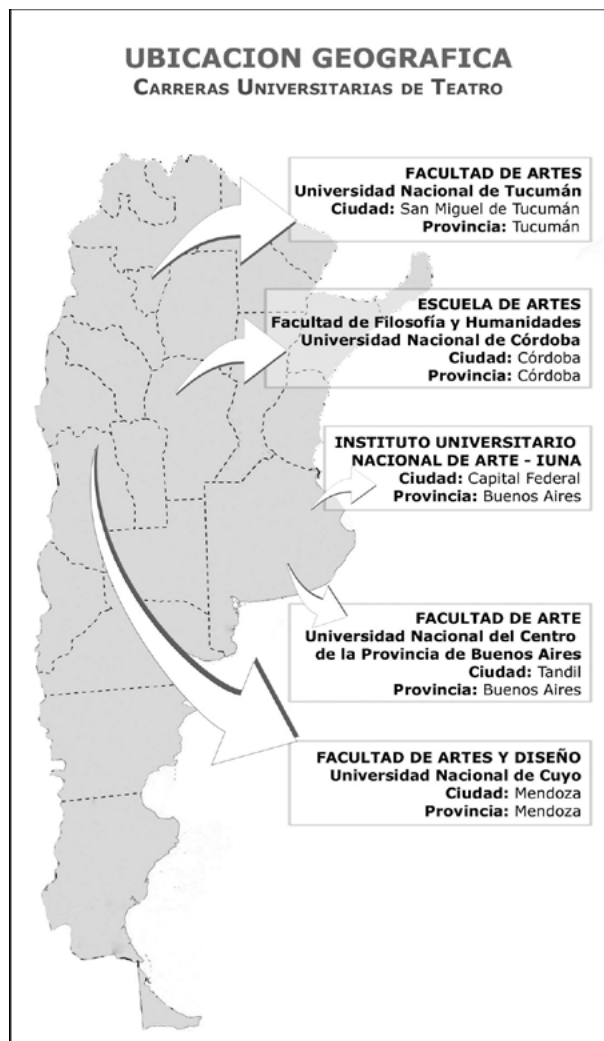 UBICACION GEOGRAFICA
CARRERAS UNIVERSITARIAS DE TEATRO
FACULTAD DE ARTES
Universidad Nacional de Tucumán
Ciudad: San Miguel de Tucumán
Provincia: Tucumán
ESCUELA DE ARTES
Facultad de Filosofía y Humanidades
Universidad Nacional de Córdoba
Ciudad: Córdoba
Provincia: Córdoba
INSTITUTO UNIVERSITARIO
NACIONAL DE ARTE - IUNA
Ciudad: Capital Federal
Provincia: Buenos Aires
FACULTAD DE ARTE
Universidad Nacional del Centro
de la Provincia de Buenos Aires
Ciudad: Tandil
Provincia: Buenos Aires
FACULTAD DE ARTES Y DISEÑO
Universidad Nacional de Cuyo
Ciudad: Mendoza
Provincia: Mendoza